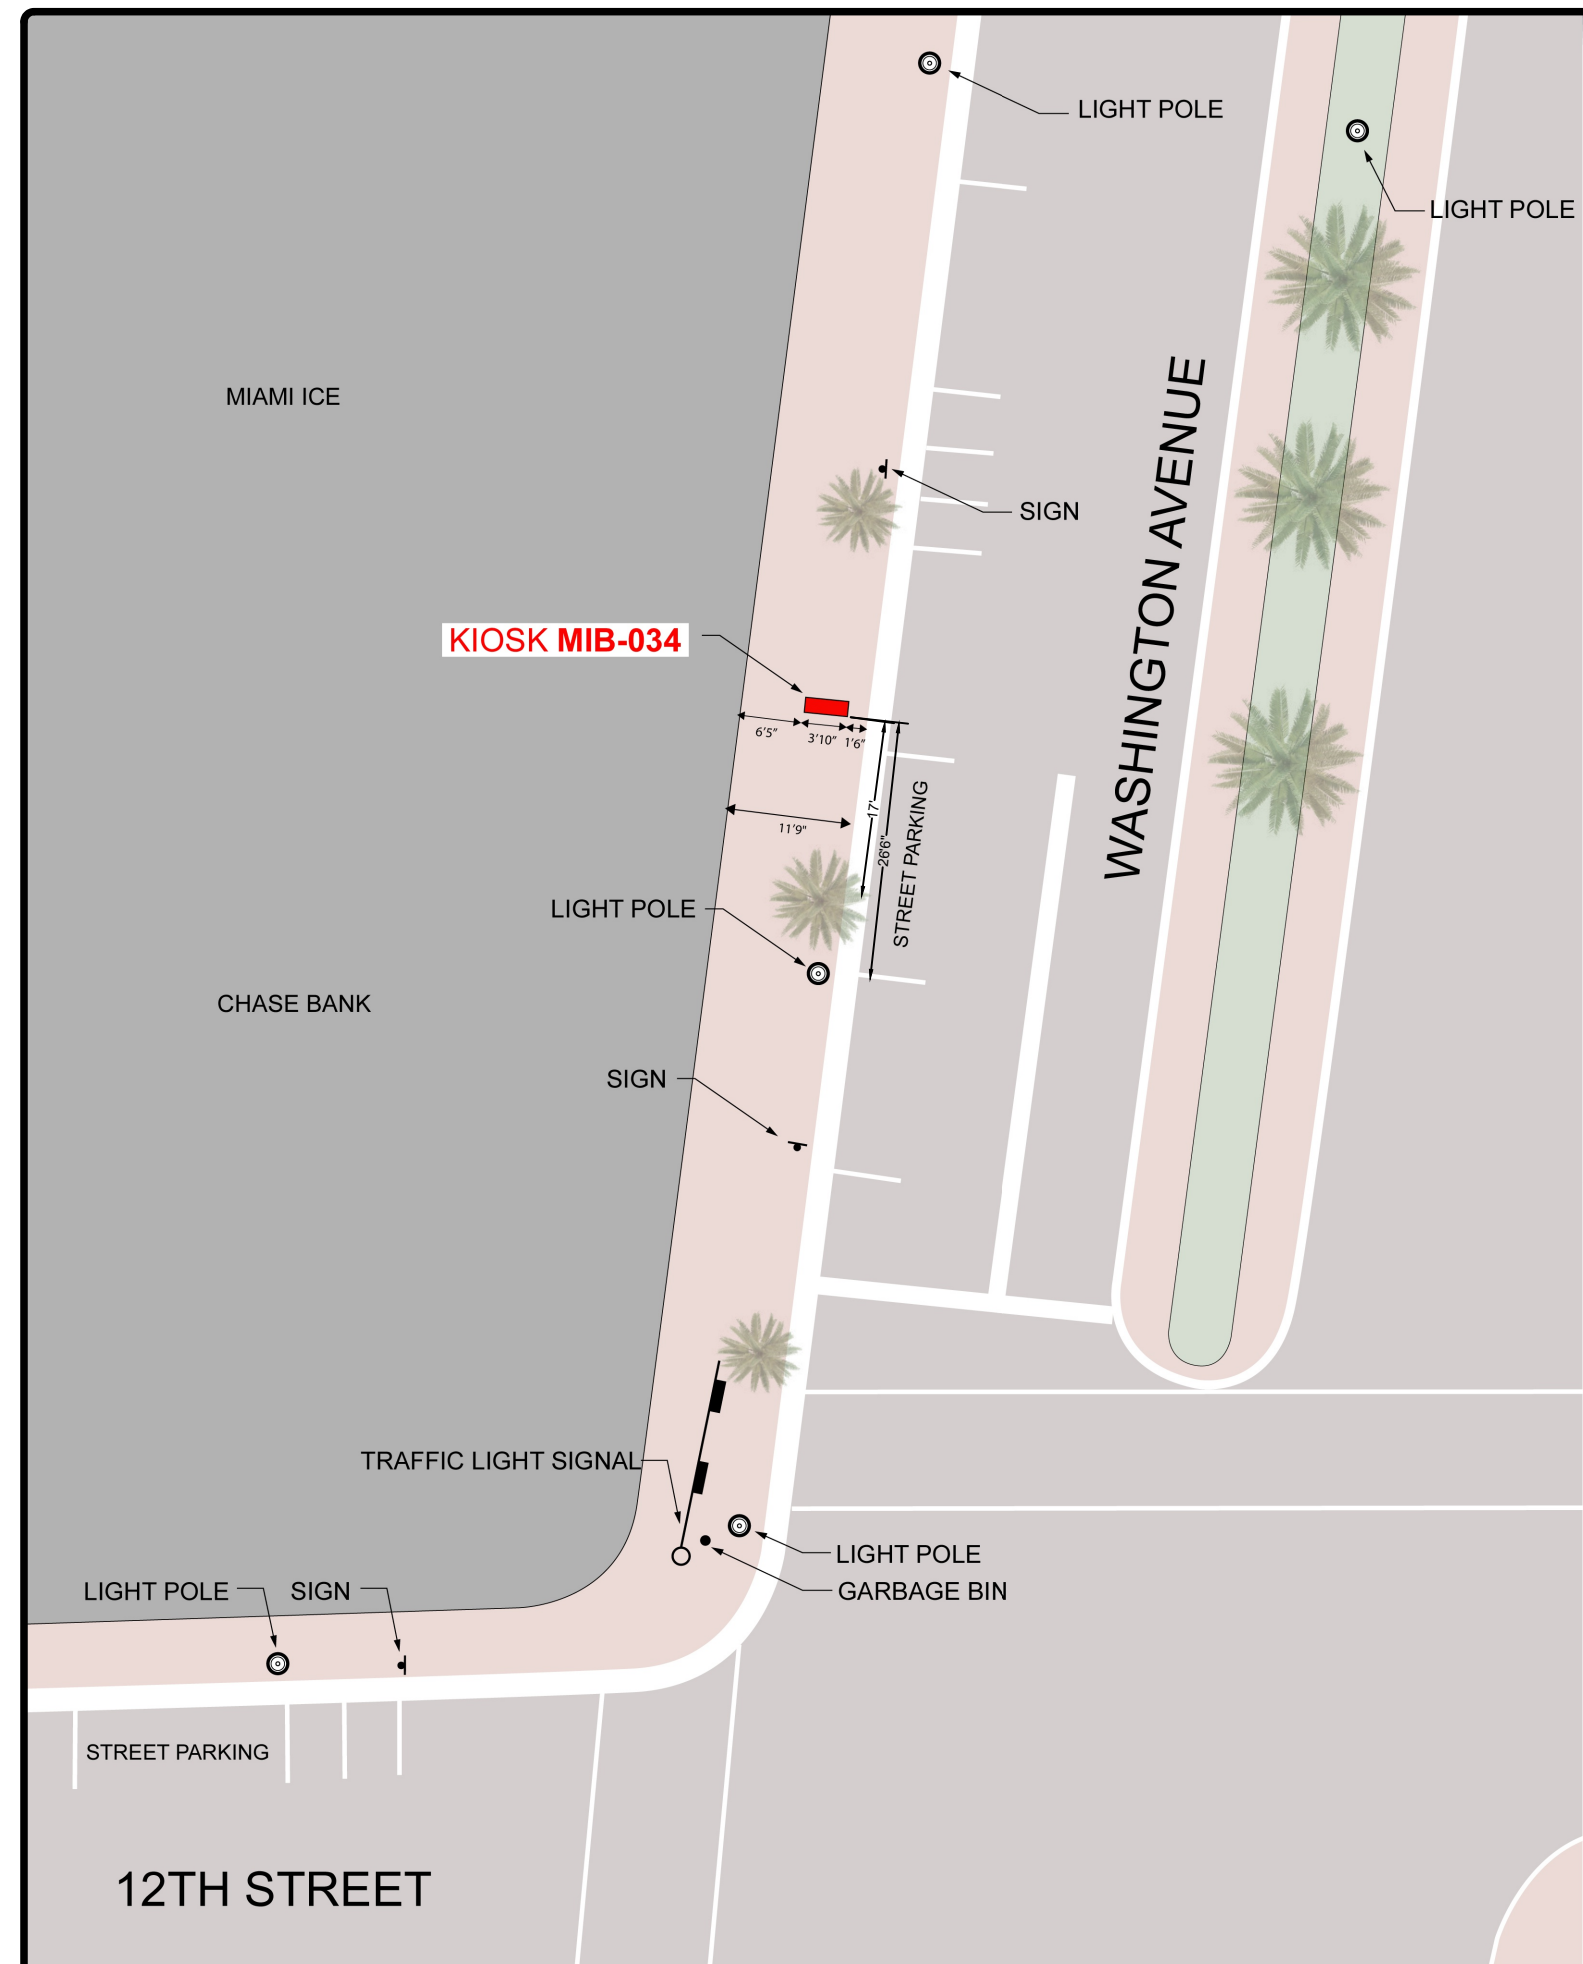 LIGHT POLE
LIGHT POLE
MIAMI ICE
WASHINGTON AVENUE
SIGN
KIOSK MIB-034
6'5"
3'10"
1'6"
17'
26'6"
STREET PARKING
11'9"
LIGHT POLE
CHASE BANK
SIGN
TRAFFIC LIGHT SIGNAL
LIGHT POLE
GARBAGE BIN
LIGHT POLE
SIGN
STREET PARKING
12TH STREET